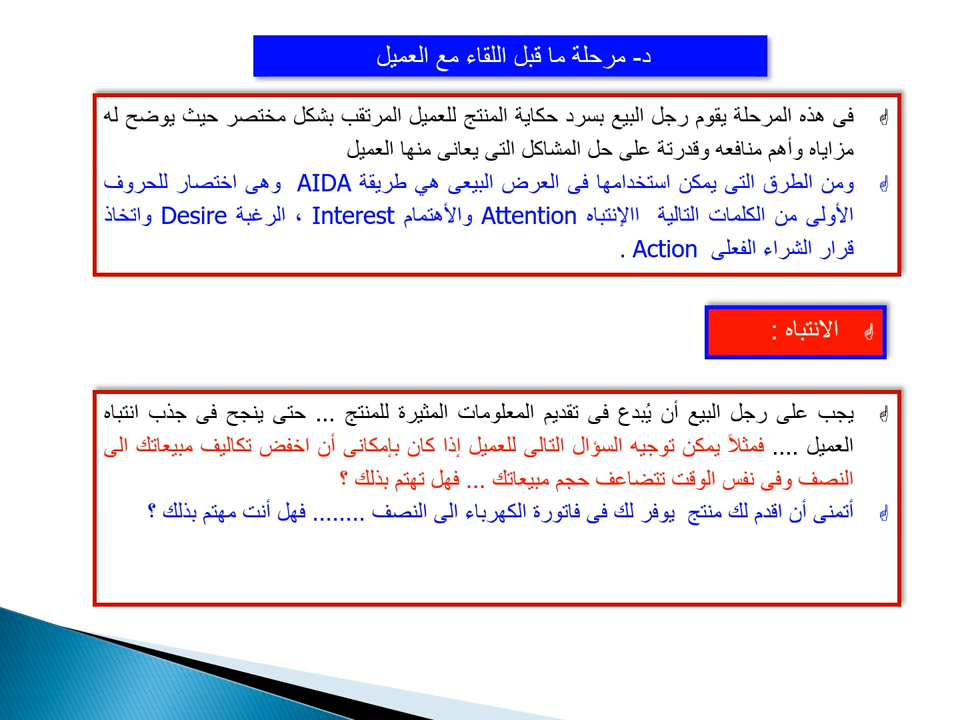 د- مرحلة ما قبل اللقاء مع العميل
فى هذه المرحلة يقوم رجل البيع بسرد حكاية المنتج للعميل المرتقب بشكل مختصر حيث يوضح له
مزاياه وأهم منافعه وقدرتة على حل المشاكل التى يعانى منها العميل
ومن الطرق التى يمكن استخدامها فى العرض البيعى هي طريقة AIDA وهى اختصار للحروف
الأولى من الكلمات التالية االإنتباه Attention والأهتمام Interest ، الرغبة Desire واتخاذ
قرار الشراء الفعلى Action .
الانتباه :
يجب على رجل البيع أن يُبدع فى تقديم المعلومات المثيرة للمنتج ... حتى ينجح فى جذب انتباه
العميل .... فمثلاً يمكن توجيه السؤال التالى للعميل إذا كان بإمكانى أن اخفض تكاليف مبيعاتك الى
النصف وفى نفس الوقت تتضاعف حجم مبيعاتك ... فهل تهتم بذلك ؟
أتمنى أن اقدم لك منتج يوفر لك فى فاتورة الكهرباء الى النصف ........ فهل أنت مهتم بذلك ؟